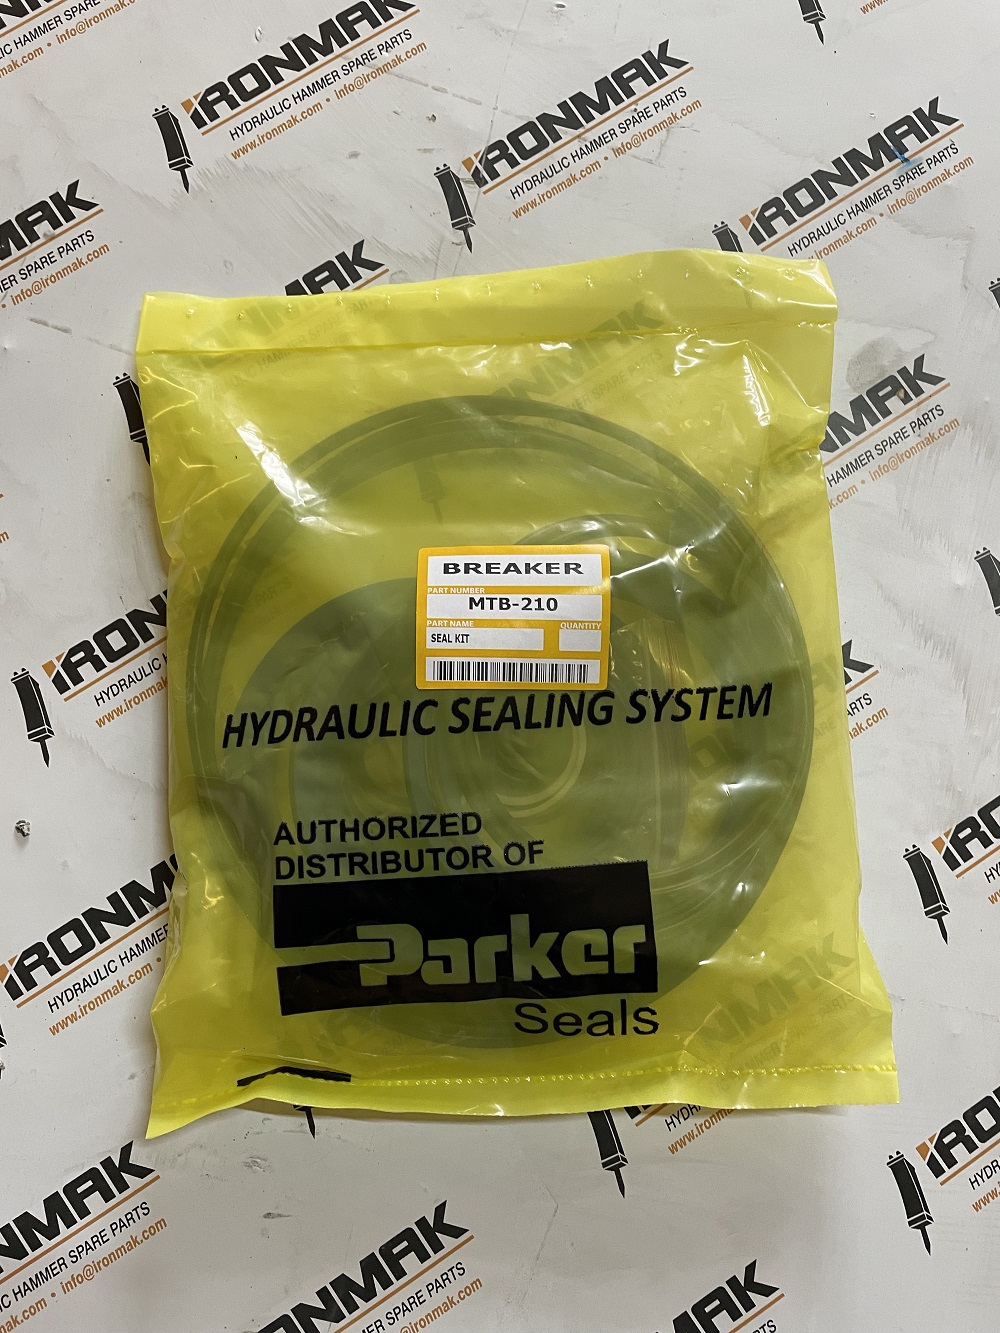 IRONMAK
HYDRAULIC HAMMER SPARE PARTS
www.ironmak.com • info@ironmak.com
BREAKER
PART NUMBER
MTB-210
PART NAME
QUANTITY
SEAL KIT
HYDRAULIC SEALING SYSTEM
AUTHORIZED
DISTRIBUTOR OF
Parker
Seals